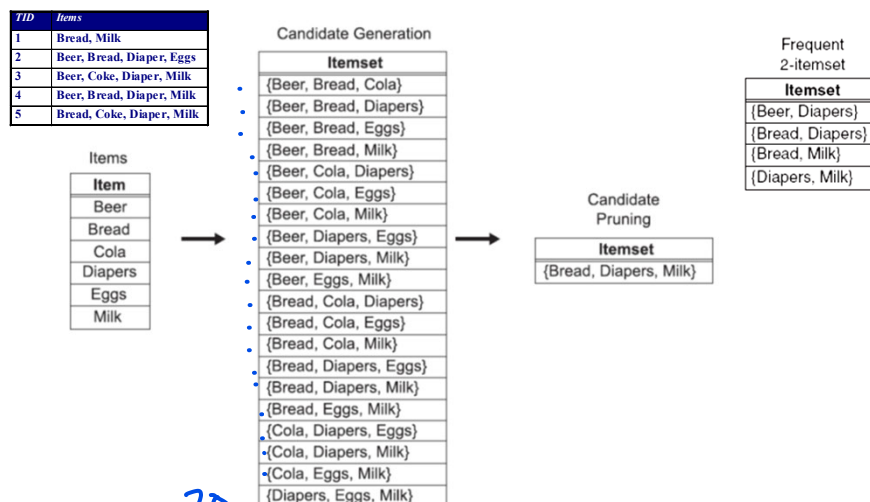 TID Items
1 Bread, Milk
2 Beer, Bread, Diaper, Eggs
3 Beer, Coke, Diaper, Milk
4 Beer, Bread, Diaper, Milk
5 Bread, Coke, Diaper, Milk
Items
Item
Beer
Bread
Cola
Diapers
Eggs
Milk
Candidate Generation
Itemset
{Beer, Bread, Cola}
{Beer, Bread, Diapers}
{Beer, Bread, Eggs}
{Beer, Bread, Milk}
{Beer, Cola, Diapers}
{Beer, Cola, Eggs}
{Beer, Cola, Milk}
{Beer, Diapers, Eggs}
{Beer, Diapers, Milk}
{Beer, Eggs, Milk}
{Bread, Cola, Diapers}
{Bread, Cola, Eggs}
{Bread, Cola, Milk}
{Bread, Diapers, Eggs}
{Bread, Diapers, Milk}
{Bread, Eggs, Milk}
{Cola, Diapers, Eggs}
{Cola, Diapers, Milk}
{Cola, Eggs, Milk}
{Diapers, Eggs, Milk}
Candidate
Pruning
Itemset
{Bread, Diapers, Milk}
Frequent
2-itemset
Itemset
{Beer, Diapers}
{Bread, Diapers}
{Bread, Milk}
{Diapers, Milk}